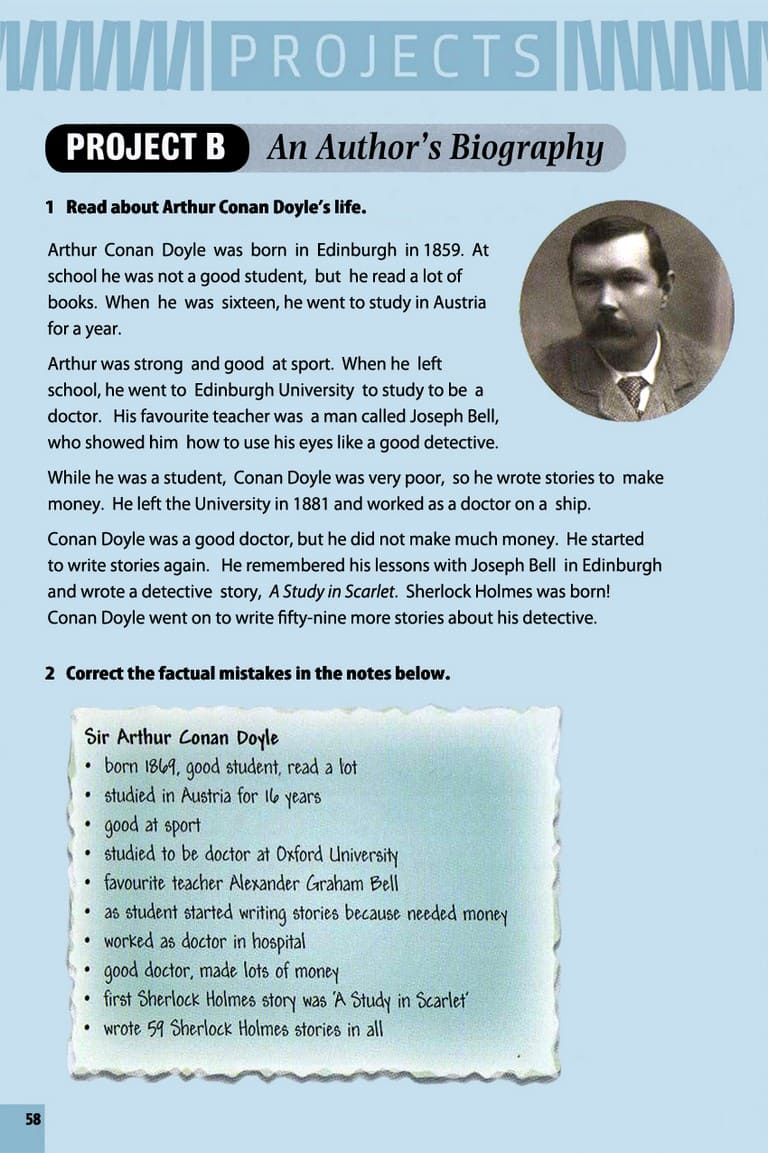 PROJECTS
PROJECT B An Author's Biography
1 Read about Arthur Conan Doyle's life.
Arthur Conan Doyle was born in Edinburgh in 1859. At
school he was not a good student, but he read a lot of
books. When he was sixteen, he went to study in Austria
for a year.
Arthur was strong and good at sport. When he left
school, he went to Edinburgh University to study to be a
doctor. His favourite teacher was a man called Joseph Bell,
who showed him how to use his eyes like a good detective.
While he was a student, Conan Doyle was very poor, so he wrote stories to make
money. He left the University in 1881 and worked as a doctor on a ship.
Conan Doyle was a good doctor, but he did not make much money. He started
to write stories again. He remembered his lessons with Joseph Bell in Edinburgh
and wrote a detective story, A Study in Scarlet. Sherlock Holmes was born!
Conan Doyle went on to write fifty-nine more stories about his detective.
2 Correct the factual mistakes in the notes below.
Sir Arthur Conan Doyle
• born 1869, good student, read a lot
• studied in Austria for 16 years
• good at sport
• studied to be doctor at Oxford University
• favourite teacher Alexander Graham Bell
• as student started writing stories because needed money
• worked as doctor in hospital
• good doctor, made lots of money
• first Sherlock Holmes story was 'A Study in Scarlet'
• wrote 59 Sherlock Holmes stories in all
58